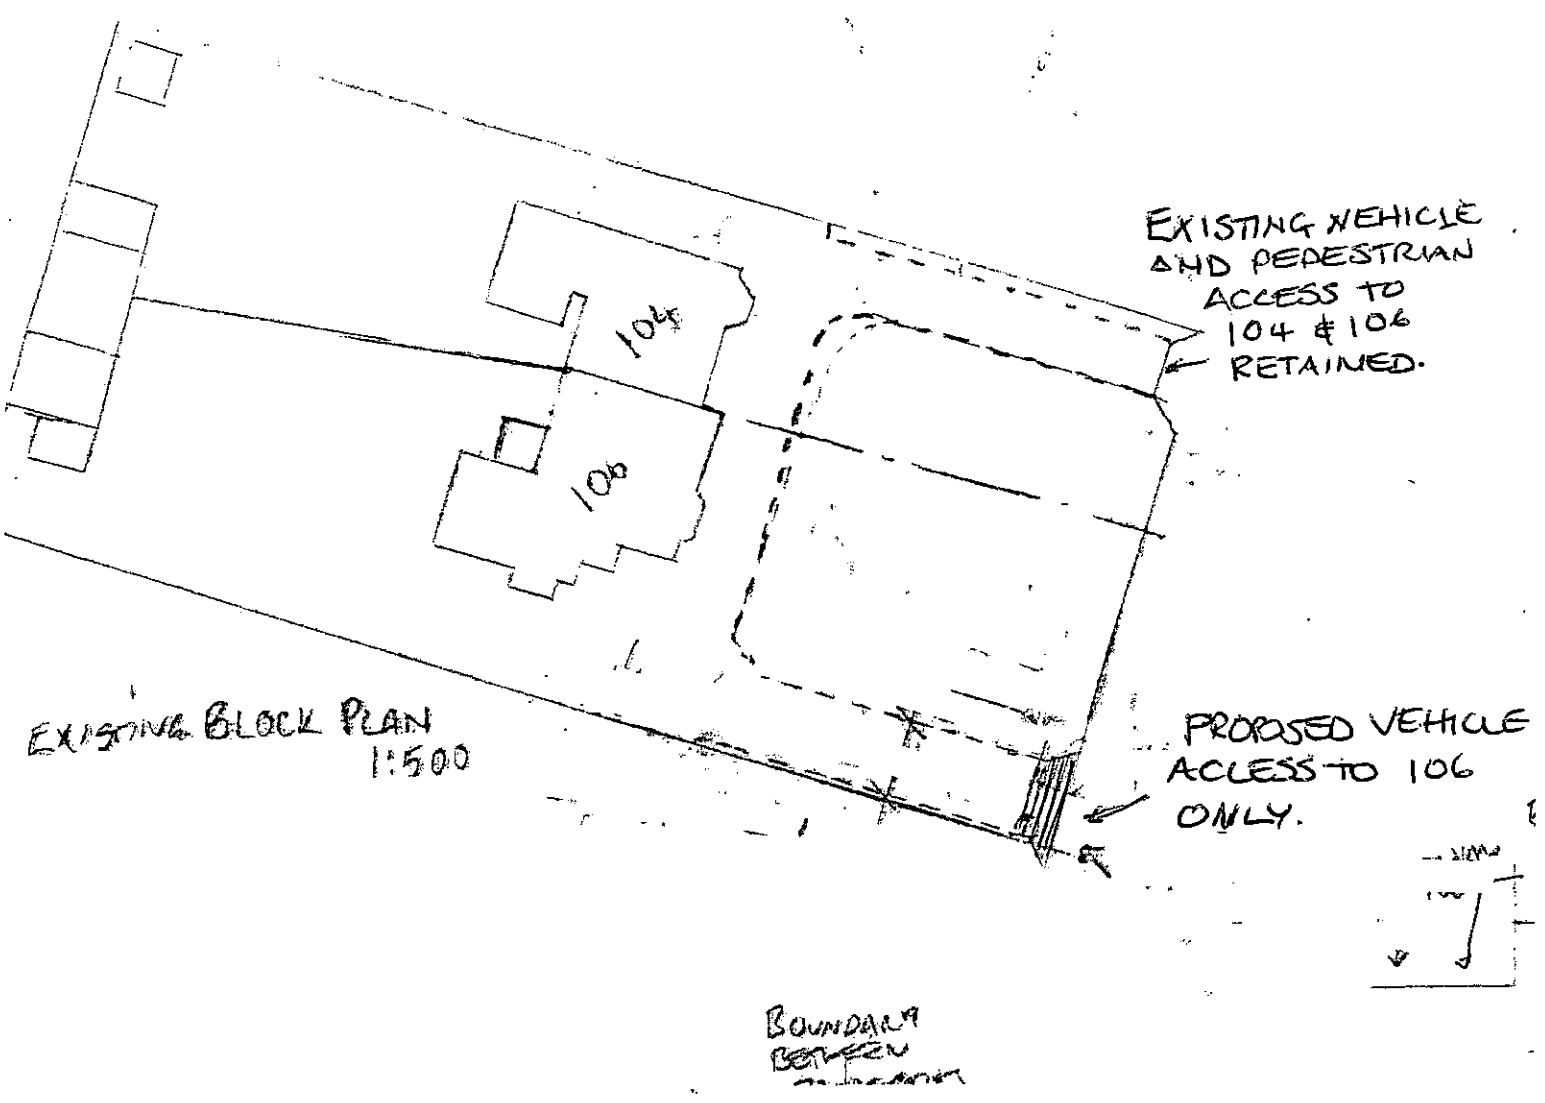 EXISTING VEHICLE
AND PEDESTRIAN
ACCESS TO
104 & 106
RETAINED.
104
106
EXISTING BLOCK PLAN
1:500
PROPOSED VEHICLE
ACCESS TO 106
ONLY.
BOUNDARY
BETWEEN